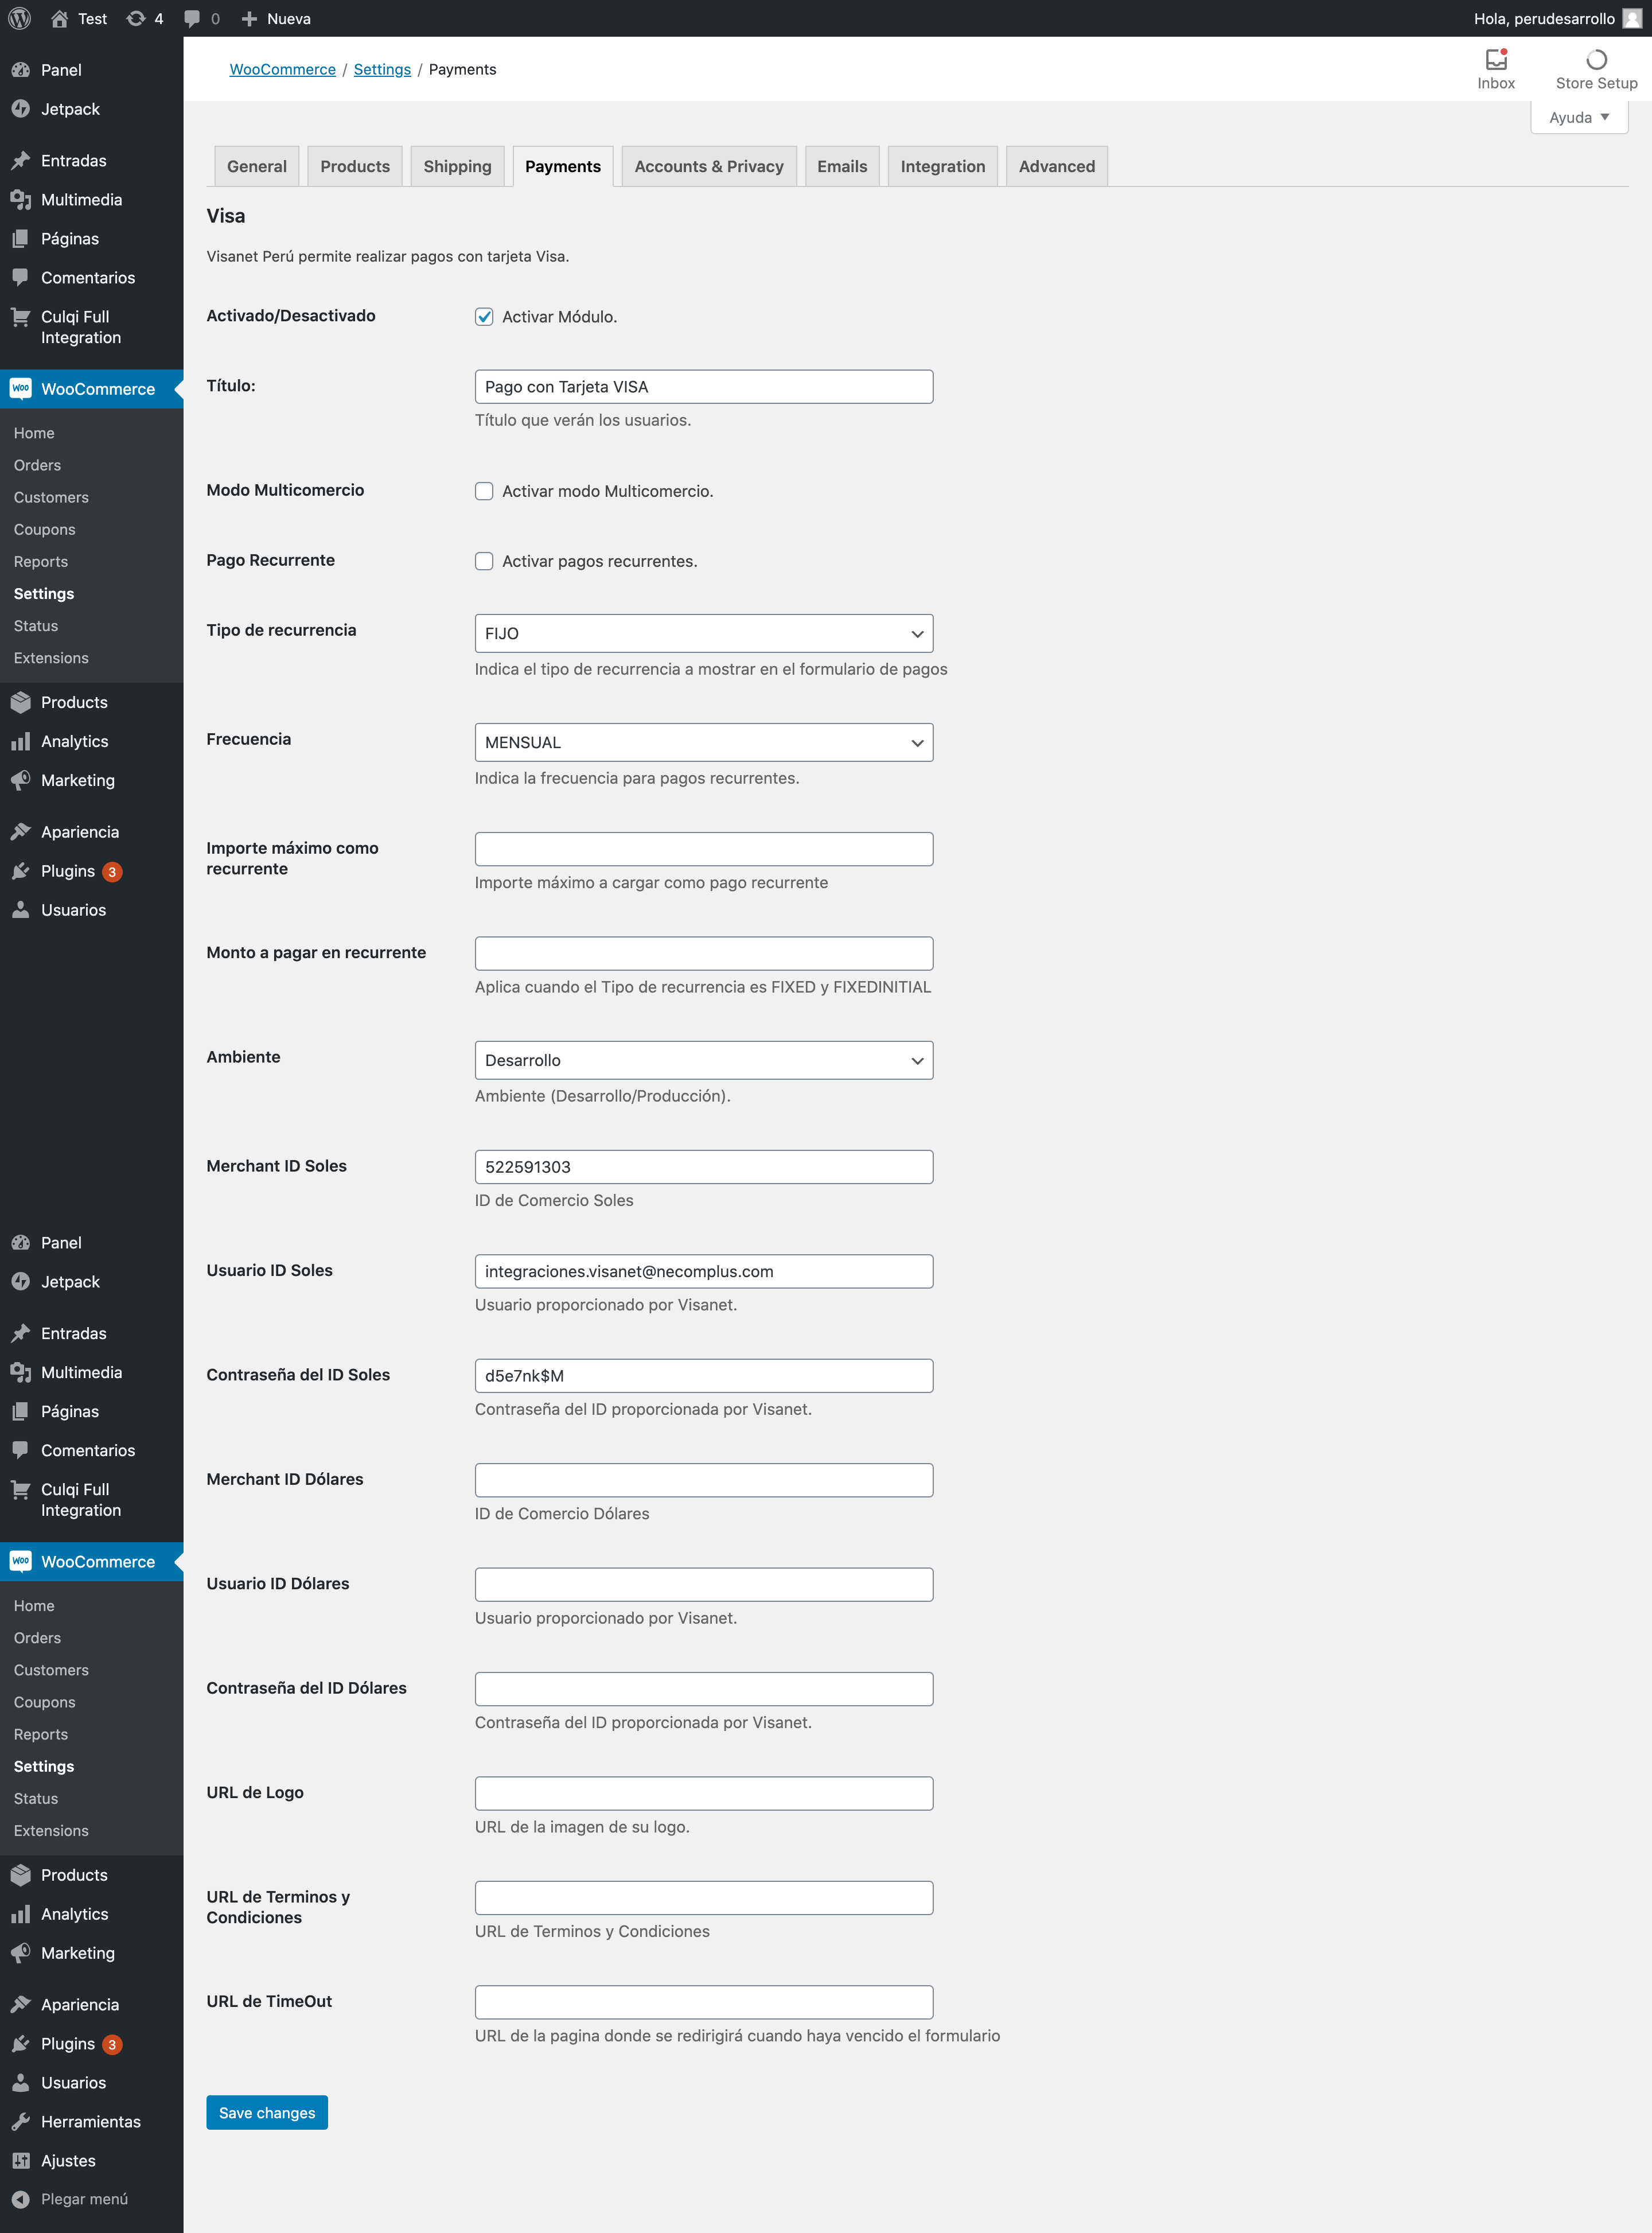 Test
4
0
Nueva
Hola, perudesarrollo
Panel
Jetpack
Entradas
Multimedia
Páginas
Comentarios
Culqi Full
Integration
WooCommerce
Home
Orders
Customers
Coupons
Reports
Settings
Status
Extensions
Products
Analytics
Marketing
Apariencia
Plugins 3
Usuarios
Panel
Jetpack
Entradas
Multimedia
Páginas
Comentarios
Culqi Full
Integration
WooCommerce
Home
Orders
Customers
Coupons
Reports
Settings
Status
Extensions
Products
Analytics
Marketing
Apariencia
Plugins 3
Usuarios
Herramientas
Ajustes
Plegar menú
WooCommerce / Settings / Payments
Inbox
Store Setup
Ayuda
General
Products
Shipping
Payments
Accounts & Privacy
Emails
Integration
Advanced
Visa
Visanet Perú permite realizar pagos con tarjeta Visa.
Activado/Desactivado
Activar Módulo.
Título:
Pago con Tarjeta VISA
Título que verán los usuarios.
Modo Multicomercio
Activar modo Multicomercio.
Pago Recurrente
Activar pagos recurrentes.
Tipo de recurrencia
FIJO
Indica el tipo de recurrencia a mostrar en el formulario de pagos
Frecuencia
MENSUAL
Indica la frecuencia para pagos recurrentes.
Importe máximo como
recurrente
Importe máximo a cargar como pago recurrente
Monto a pagar en recurrente
Aplica cuando el Tipo de recurrencia es FIXED y FIXEDINITIAL
Ambiente
Desarrollo
Ambiente (Desarrollo/Producción).
Merchant ID Soles
522591303
ID de Comercio Soles
Usuario ID Soles
integraciones.visanet@necomplus.com
Usuario proporcionado por Visanet.
Contraseña del ID Soles
d5e7nk$M
Contraseña del ID proporcionada por Visanet.
Merchant ID Dólares
ID de Comercio Dólares
Usuario ID Dólares
Usuario proporcionado por Visanet.
Contraseña del ID Dólares
Contraseña del ID proporcionada por Visanet.
URL de Logo
URL de la imagen de su logo.
URL de Terminos y
Condiciones
URL de Terminos y Condiciones
URL de TimeOut
URL de la pagina donde se redirigirá cuando haya vencido el formulario
Save changes